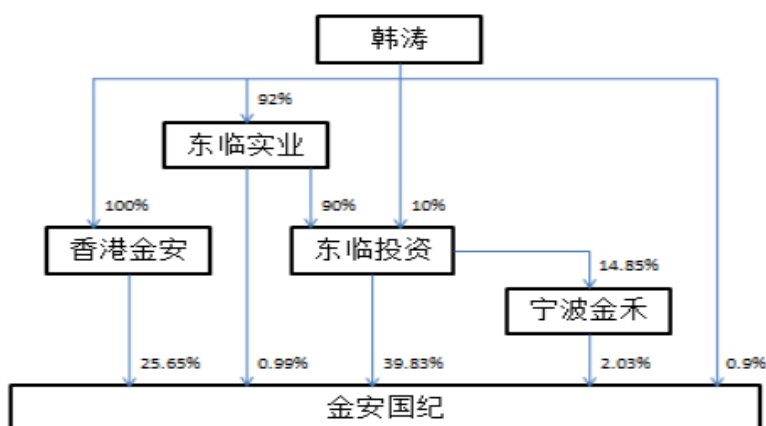 韩涛
92%
东临实业
100%
90%
10%
香港金安
东临投资
14.85%
宁波金禾
25.65%
0.99%
39.83%
2.03%
0.9%
金安国纪